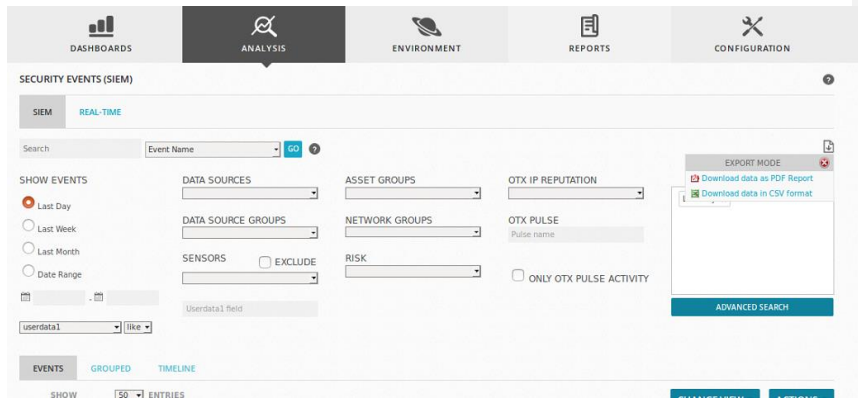 DASHBOARDS
ANALYSIS
ENVIRONMENT
REPORTS
CONFIGURATION
SECURITY EVENTS (SIEM)
?
SIEM
REAL-TIME
Search
Event Name
GO
?
EXPORT MODE
Download data as PDF Report
Download data in CSV format
SHOW EVENTS
DATA SOURCES
ASSET GROUPS
OTX IP REPUTATION
Last Day
Last Week
DATA SOURCE GROUPS
NETWORK GROUPS
OTX PULSE
Pulse name
Last Month
SENSORS
EXCLUDE
RISK
Date Range
ONLY OTX PULSE ACTIVITY
-
Userdata1 field
ADVANCED SEARCH
userdata1
like
EVENTS
GROUPED
TIMELINE
SHOW 50 ENTRIES
CHANGE VIEW
ACTIONS